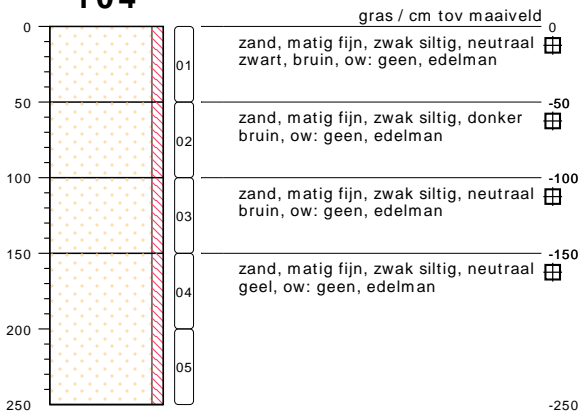 104
gras / cm tov maaiveld
0
0
01
zand, matig fijn, zwak siltig, neutraal
zwart, bruin, ow: geen, edelman
50
-50
02
zand, matig fijn, zwak siltig, donker
bruin, ow: geen, edelman
100
-100
03
zand, matig fijn, zwak siltig, neutraal
bruin, ow: geen, edelman
150
-150
04
zand, matig fijn, zwak siltig, neutraal
geel, ow: geen, edelman
200
05
250
-250